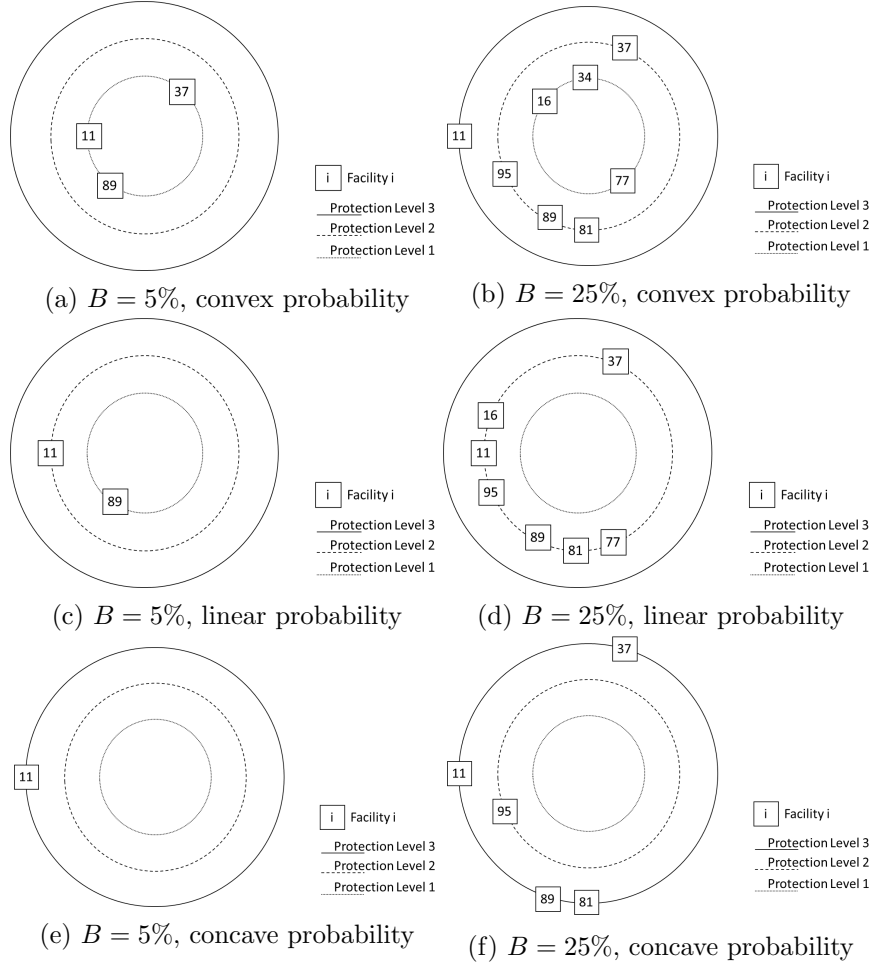 37
11
89
i Facility i
Protection Level 3
Protection Level 2
Protection Level 1
(a) B = 5%, convex probability
37
34
16
11
95
77
89
81
i Facility i
Protection Level 3
Protection Level 2
Protection Level 1
(b) B = 25%, convex probability
11
89
i Facility i
Protection Level 3
Protection Level 2
Protection Level 1
(c) B = 5%, linear probability
37
16
11
95
89
81
77
i Facility i
Protection Level 3
Protection Level 2
Protection Level 1
(d) B = 25%, linear probability
11
i Facility i
Protection Level 3
Protection Level 2
Protection Level 1
(e) B = 5%, concave probability
37
11
95
89
81
i Facility i
Protection Level 3
Protection Level 2
Protection Level 1
(f) B = 25%, concave probability